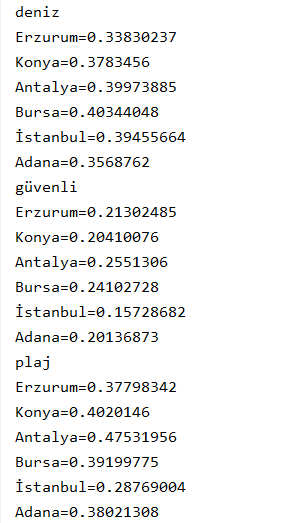 deniz
Erzurum=0.33830237
Konya=0.3783456
Antalya=0.39973885
Bursa=0.40344048
İstanbul=0.39455664
Adana=0.3568762
güvenli
Erzurum=0.21302485
Konya=0.20410076
Antalya=0.2551306
Bursa=0.24102728
İstanbul=0.15728682
Adana=0.20136873
plaj
Erzurum=0.37798342
Konya=0.4020146
Antalya=0.47531956
Bursa=0.39199775
İstanbul=0.28769004
Adana=0.38021308